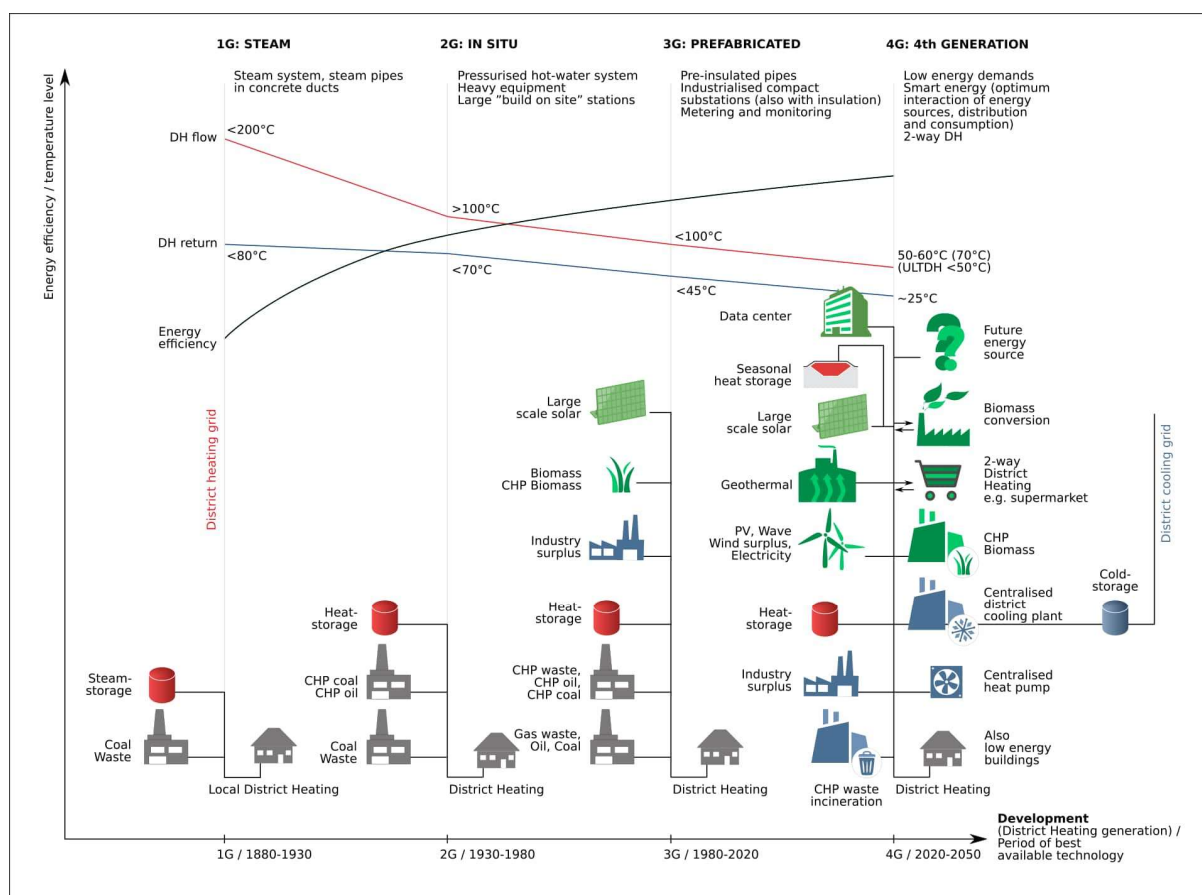 1G: STEAM
2G: IN SITU
3G: PREFABRICATED
4G: 4th GENERATION
Steam system, steam pipes
in concrete ducts
Pressurised hot-water system
Heavy equipment
Large ”build on site” stations
Pre-insulated pipes
Industrialised compact
substations (also with insulation)
Metering and monitoring
Low energy demands
Smart energy (optimum
interaction of energy
sources, distribution
and consumption)
2-way DH
Energy efficiency / temperature level
DH flow
<200°C
>100°C
<100°C
50-60°C (70°C)
(ULTDH <50°C)
DH return
<80°C
<70°C
<45°C
~25°C
Energy
efficiency
District heating grid
Steam-
storage
Coal
Waste
Local District Heating
Heat-
storage
CHP coal
CHP oil
Coal
Waste
District Heating
Large
scale solar
Biomass
CHP Biomass
Industry
surplus
Heat-
storage
CHP waste,
CHP oil,
CHP coal
Gas waste,
Oil, Coal
District Heating
Data center
Seasonal
heat storage
Large
scale solar
Geothermal
PV, Wave
Wind surplus,
Electricity
Heat-
storage
Industry
surplus
CHP waste
incineration
Future
energy
source
Biomass
conversion
2-way
District
Heating
e.g. supermarket
CHP
Biomass
Centralised
district
cooling plant
Centralised
heat pump
Also
low energy
buildings
District Heating
Cold-
storage
District cooling grid
1G / 1880-1930
2G / 1930-1980
3G / 1980-2020
4G / 2020-2050
Development
(District Heating generation) /
Period of best
available technology